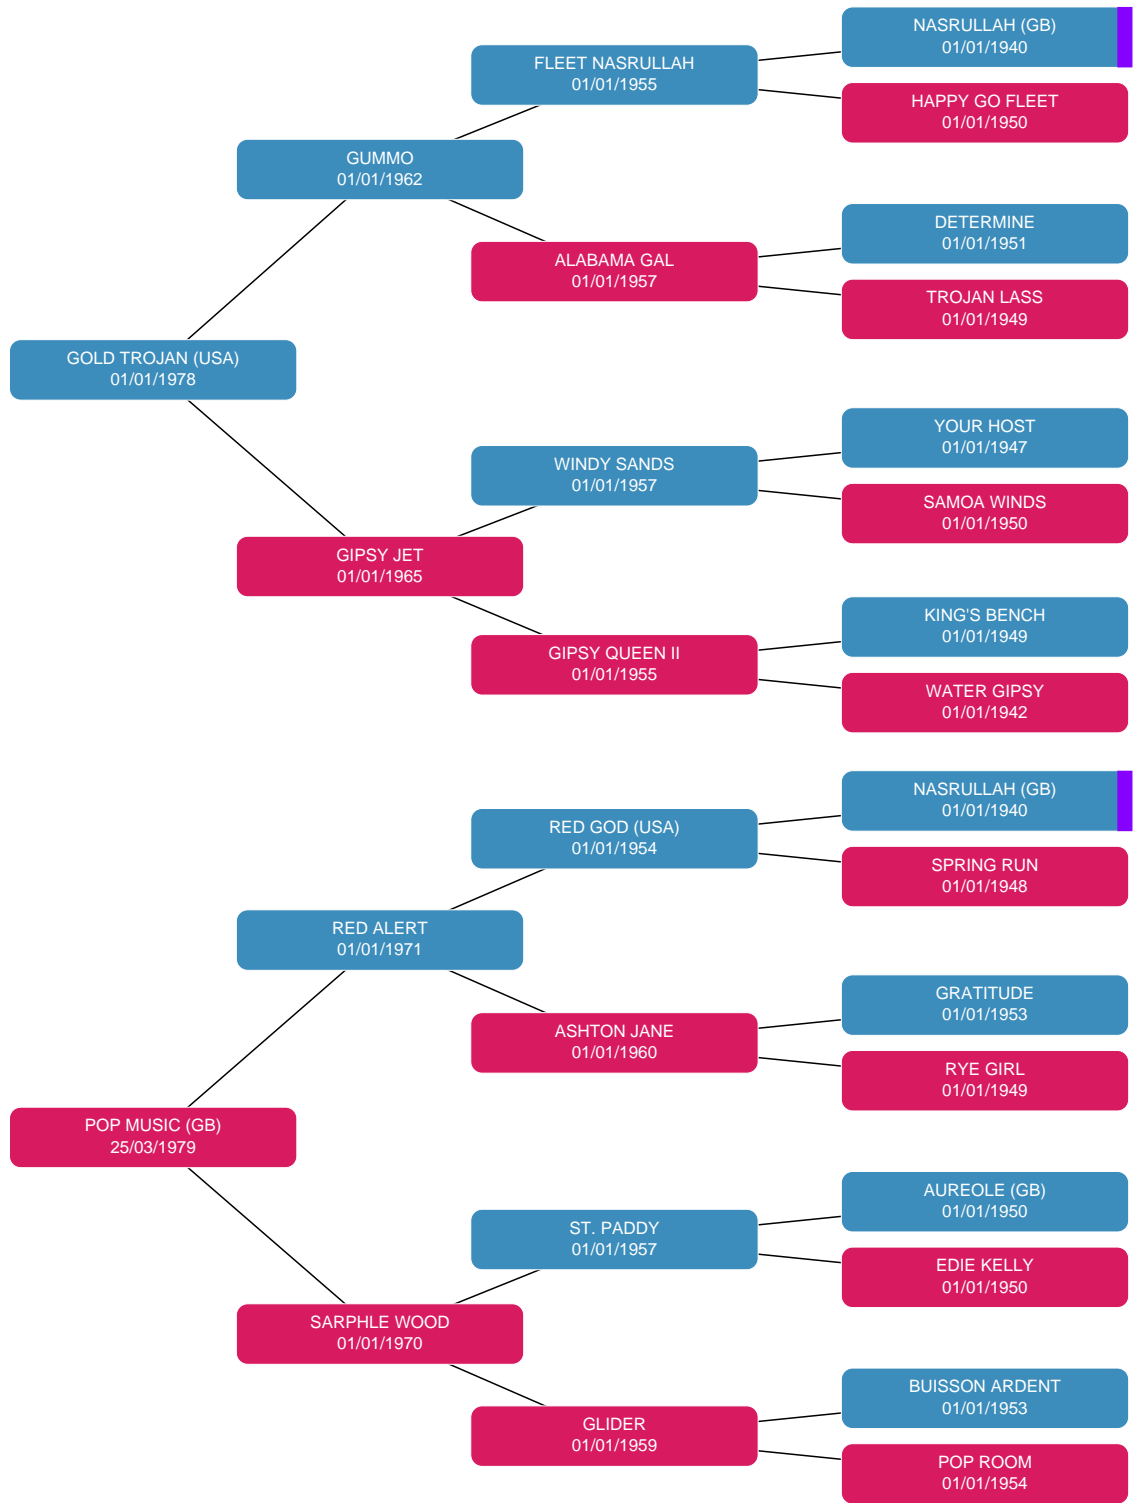 NASRULLAH (GB)
01/01/1940
FLEET NASRULLAH
01/01/1955
HAPPY GO FLEET
01/01/1950
GUMMO
01/01/1962
DETERMINE
01/01/1951
ALABAMA GAL
01/01/1957
TROJAN LASS
01/01/1949
GOLD TROJAN (USA)
01/01/1978
YOUR HOST
01/01/1947
WINDY SANDS
01/01/1957
SAMOA WINDS
01/01/1950
GIPSY JET
01/01/1965
KING'S BENCH
01/01/1949
GIPSY QUEEN II
01/01/1955
WATER GIPSY
01/01/1942
NASRULLAH (GB)
01/01/1940
RED GOD (USA)
01/01/1954
SPRING RUN
01/01/1948
RED ALERT
01/01/1971
GRATITUDE
01/01/1953
ASHTON JANE
01/01/1960
RYE GIRL
01/01/1949
POP MUSIC (GB)
25/03/1979
AUREOLE (GB)
01/01/1950
ST. PADDY
01/01/1957
EDIE KELLY
01/01/1950
SARPHLE WOOD
01/01/1970
BUISSON ARDENT
01/01/1953
GLIDER
01/01/1959
POP ROOM
01/01/1954